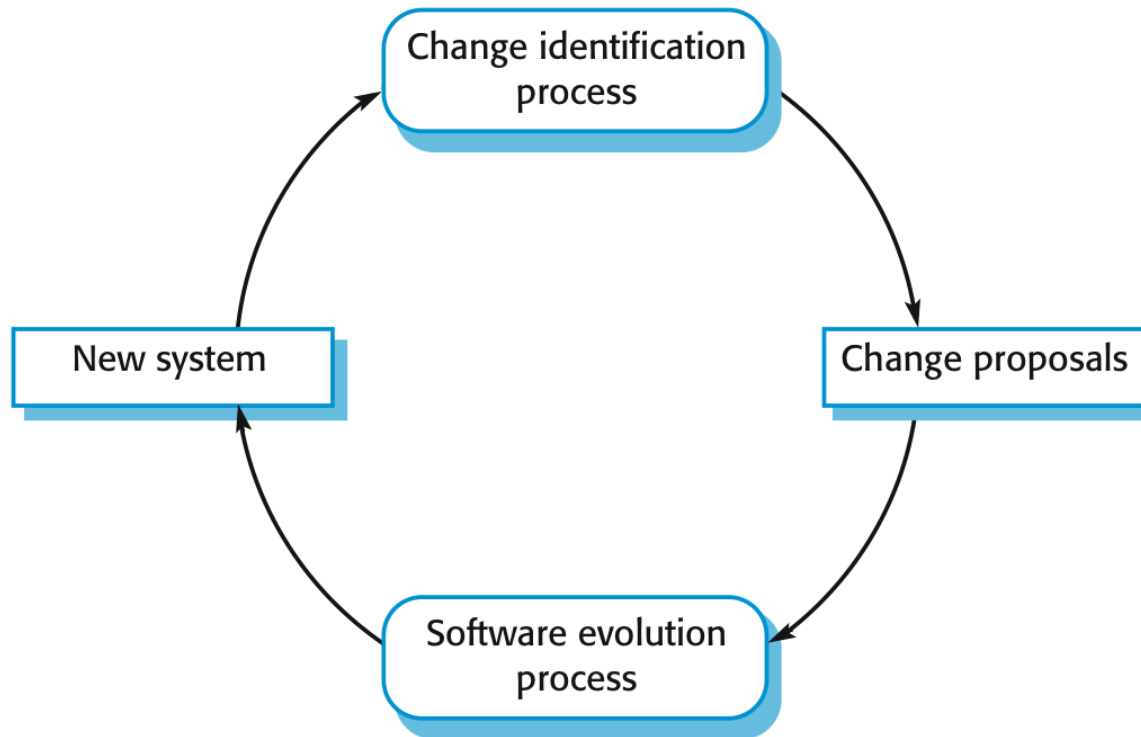 Change identification
process
New system
Change proposals
Software evolution
process